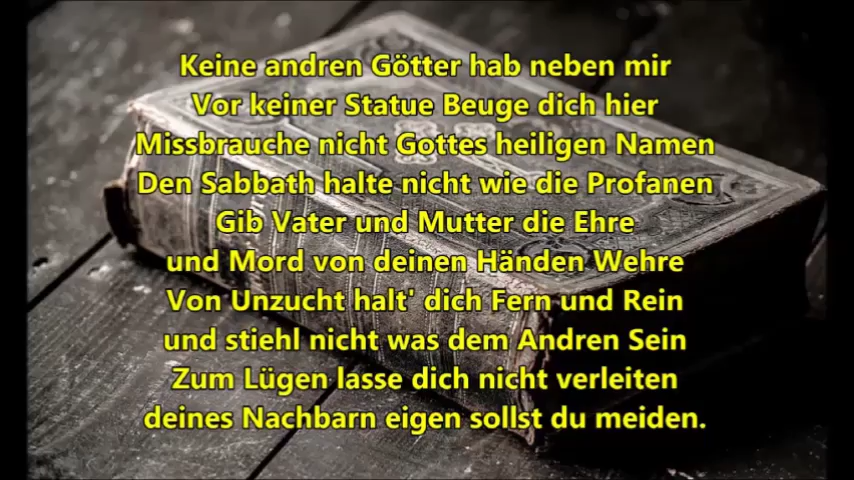 Keine andren Götter hab neben mir
Vor keiner Statue Beuge dich hier
Missbrauche nicht Gottes heiligen Namen
Den Sabbath halte nicht wie die Profanen
Gib Vater und Mutter die Ehre
und Mord von deinen Händen Wehre
Von Unzucht halt' dich Fern und Rein
und stiehl nicht was dem Andren Sein
Zum Lügen lasse dich nicht verleiten
deines Nachbarn eigen sollst du meiden.